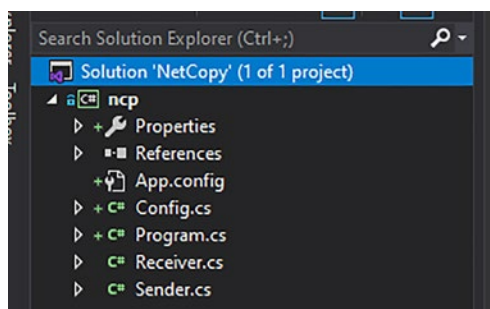 Search Solution Explorer (Ctrl+;)
Solution 'NetCopy' (1 of 1 project)
C# ncp
+ Properties
References
+ App.config
+ C# Config.cs
+ C# Program.cs
C# Receiver.cs
C# Sender.cs
Toolbox